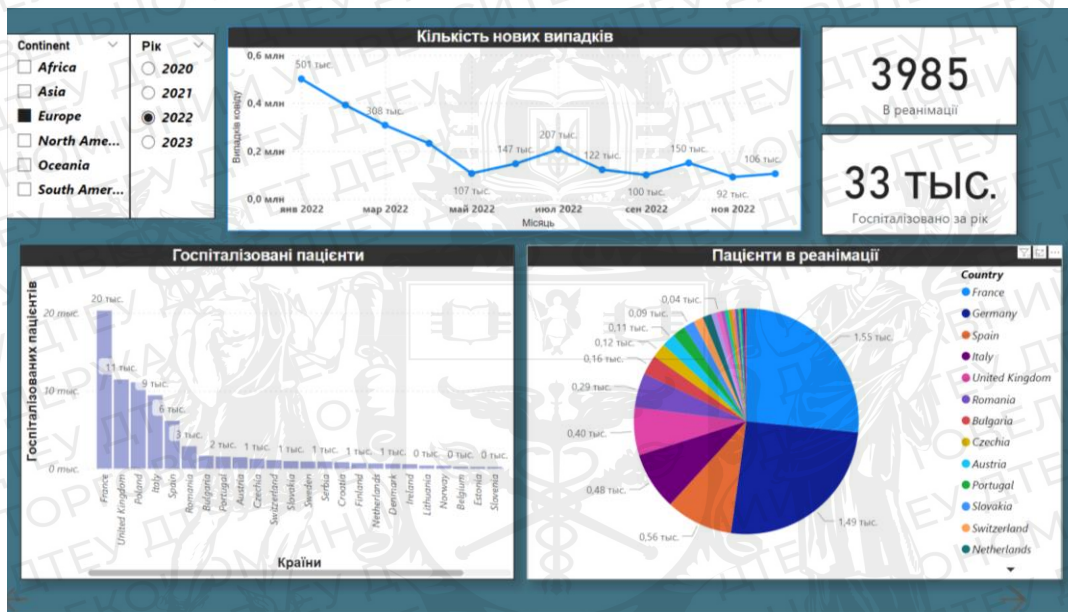 Continent
Africa
Asia
Europe
North Ame...
Oceania
South Amer...
Рік
2020
2021
2022
2023
Кількість нових випадків
Випадків ковіду
0,6 млн
0,4 млн
0,2 млн
0,0 млн
501 тыс.
308 тыс.
107 тыс.
147 тыс.
207 тыс.
122 тыс.
100 тыс.
150 тыс.
92 тыс.
106 тыс.
янв 2022
мар 2022
май 2022
июл 2022
сен 2022
ноя 2022
Місяць
3985
В реанімації
33 тыс.
Госпіталізовано за рік
Госпіталізовані пацієнти
Госпіталізованих пацієнтів
20 тыс.
10 тыс.
0 тыс.
20 тыс.
11 тыс.
9 тыс.
6 тыс.
3 тыс.
2 тыс.
1 тыс.
1 тыс.
1 тыс.
1 тыс.
1 тыс.
1 тыс.
0 тыс.
0 тыс.
0 тыс.
France
United Kingdom
Poland
Italy
Spain
Romania
Bulgaria
Portugal
Austria
Czechia
Switzerland
Slovakia
Sweden
Serbia
Croatia
Finland
Netherlands
Denmark
Ireland
Lithuania
Norway
Belgium
Estonia
Slovenia
Країни
Пацієнти в реанімації
0,04 тыс.
0,09 тыс.
0,11 тыс.
0,12 тыс.
0,16 тыс.
0,29 тыс.
0,40 тыс.
0,48 тыс.
0,56 тыс.
1,49 тыс.
1,55 тыс.
Country
France
Germany
Spain
Italy
United Kingdom
Romania
Bulgaria
Czechia
Austria
Portugal
Slovakia
Switzerland
Netherlands